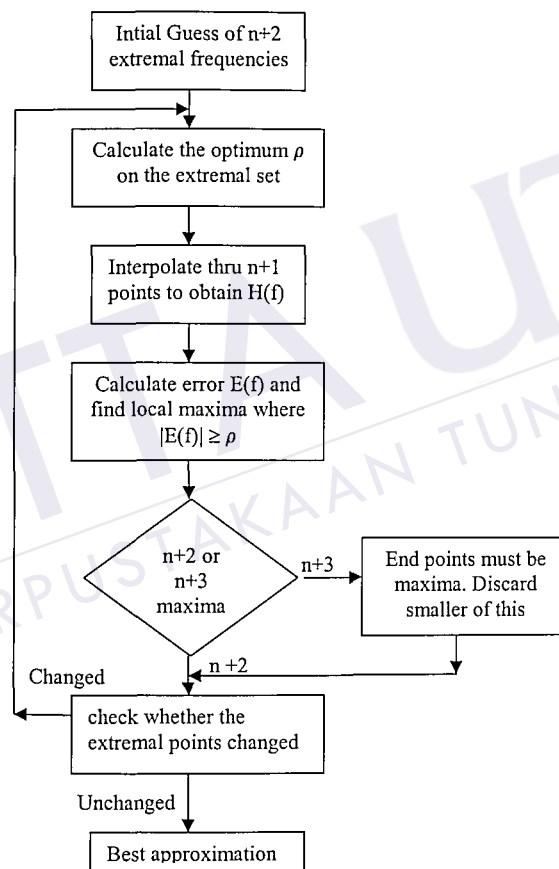 Intial Guess of n+2
extremal frequencies
Calculate the optimum ρ
on the extremal set
Interpolate thru n+1
points to obtain H(f)
Calculate error E(f) and
find local maxima where
|E(f)| ≥ ρ
n+2 or
n+3
maxima
n+3
End points must be
maxima. Discard
smaller of this
n +2
Changed
check whether the
extremal points changed
Unchanged
Best approximation
PERPUSTAKAAN TUN